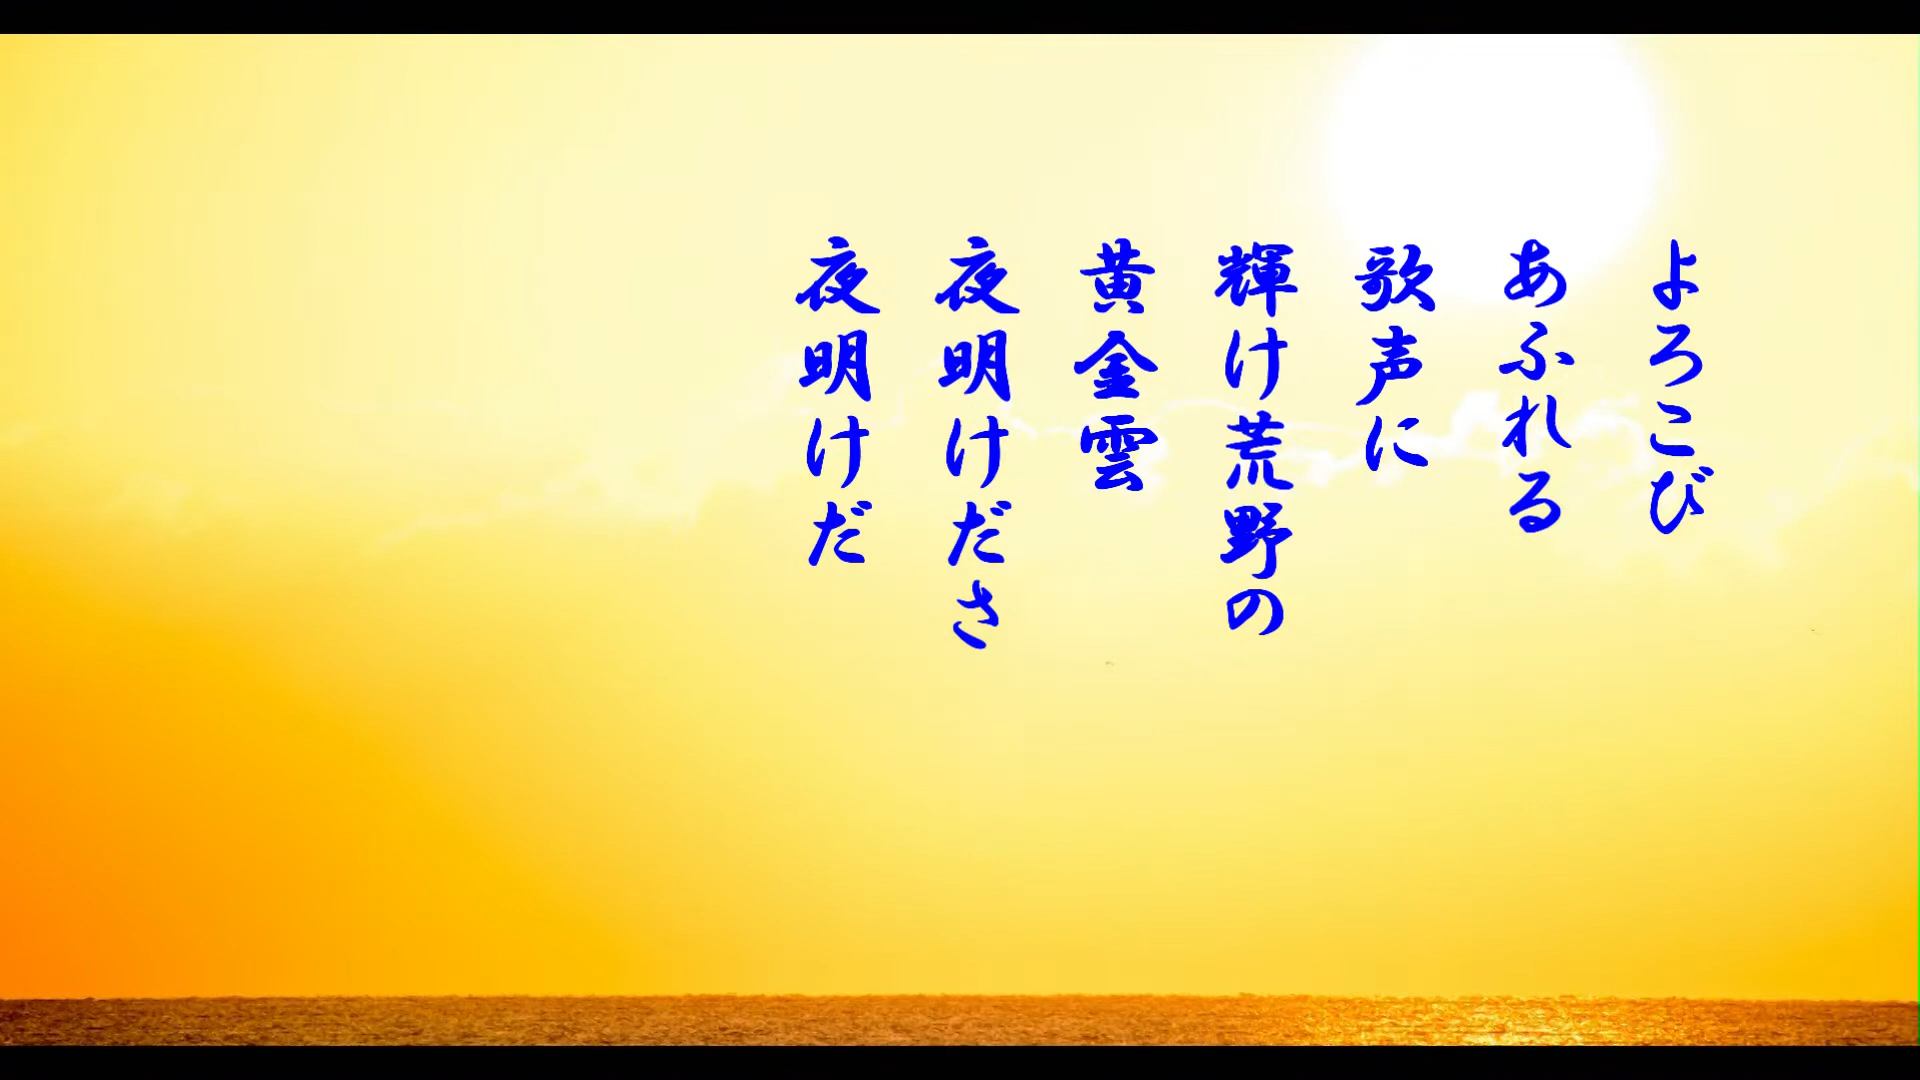 よろこび
あふれる
歌声に
輝け荒野の
黄金雲
夜明けださ
夜明けだ